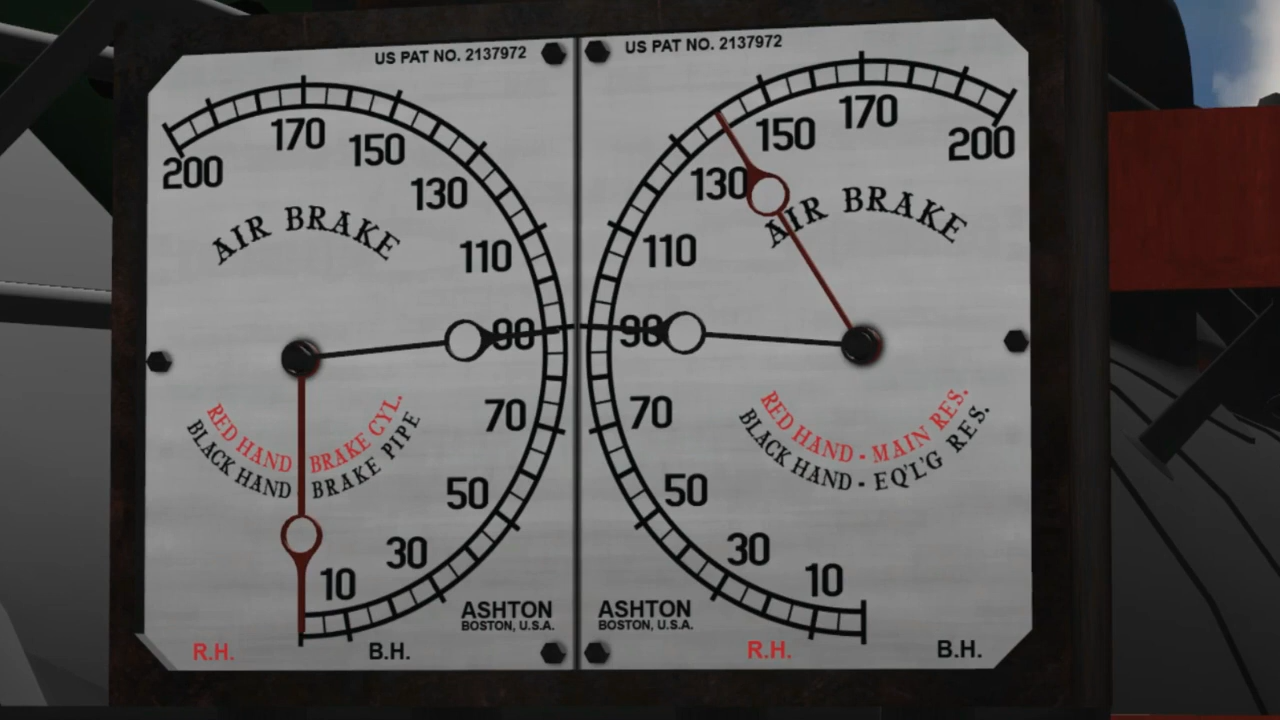 US PAT NO. 2137972
200
170
150
130
110
90
70
50
30
10
AIR BRAKE
RED HAND BRAKE CYL.
BLACK HAND BRAKE PIPE
ASHTON
BOSTON, U.S.A.
R.H.
B.H.
US PAT NO. 2137972
200
170
150
130
110
90
70
50
30
10
AIR BRAKE
RED HAND - MAIN RES.
BLACK HAND - EQ'L'G RES.
ASHTON
BOSTON, U.S.A.
R.H.
B.H.